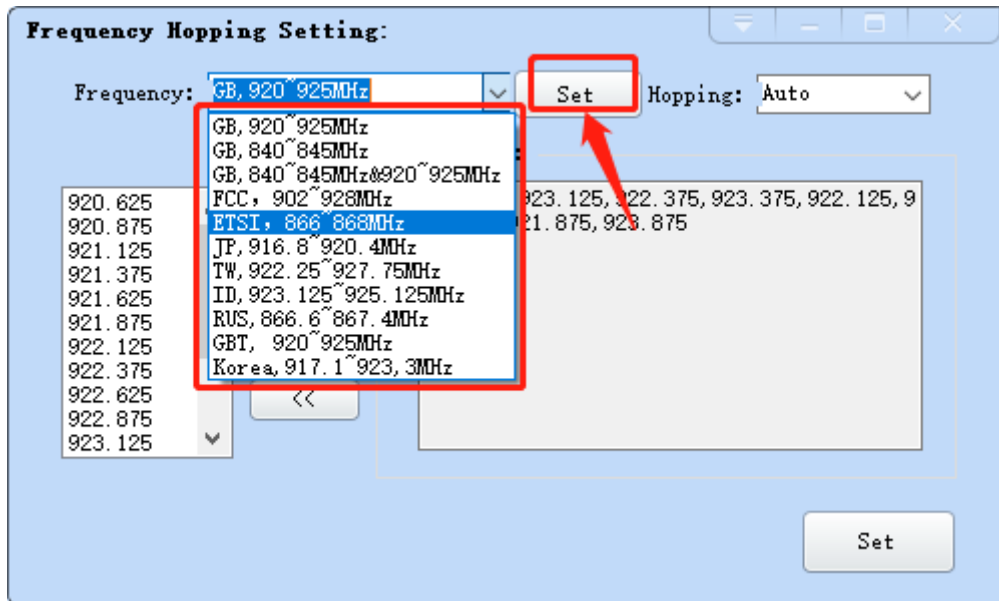 Frequency Hopping Setting:
Frequency: GB,920~925MHz Set Hopping: Auto
GB,920~925MHz
GB,840~845MHz
GB,840~845MHz&920~925MHz
FCC，902~928MHz
ETSI，866~868MHz
JP,916.8~920.4MHz
TW,922.25~927.75MHz
ID,923.125~925.125MHz
RUS,866.6~867.4MHz
GBT, 920~925MHz
Korea,917.1~923,3MHz
920.625
920.875
921.125
921.375
921.625
921.875
922.125
922.375
922.625
922.875
923.125
<<
923.125,922.375,923.375,922.125,9
21.875,923.875
Set